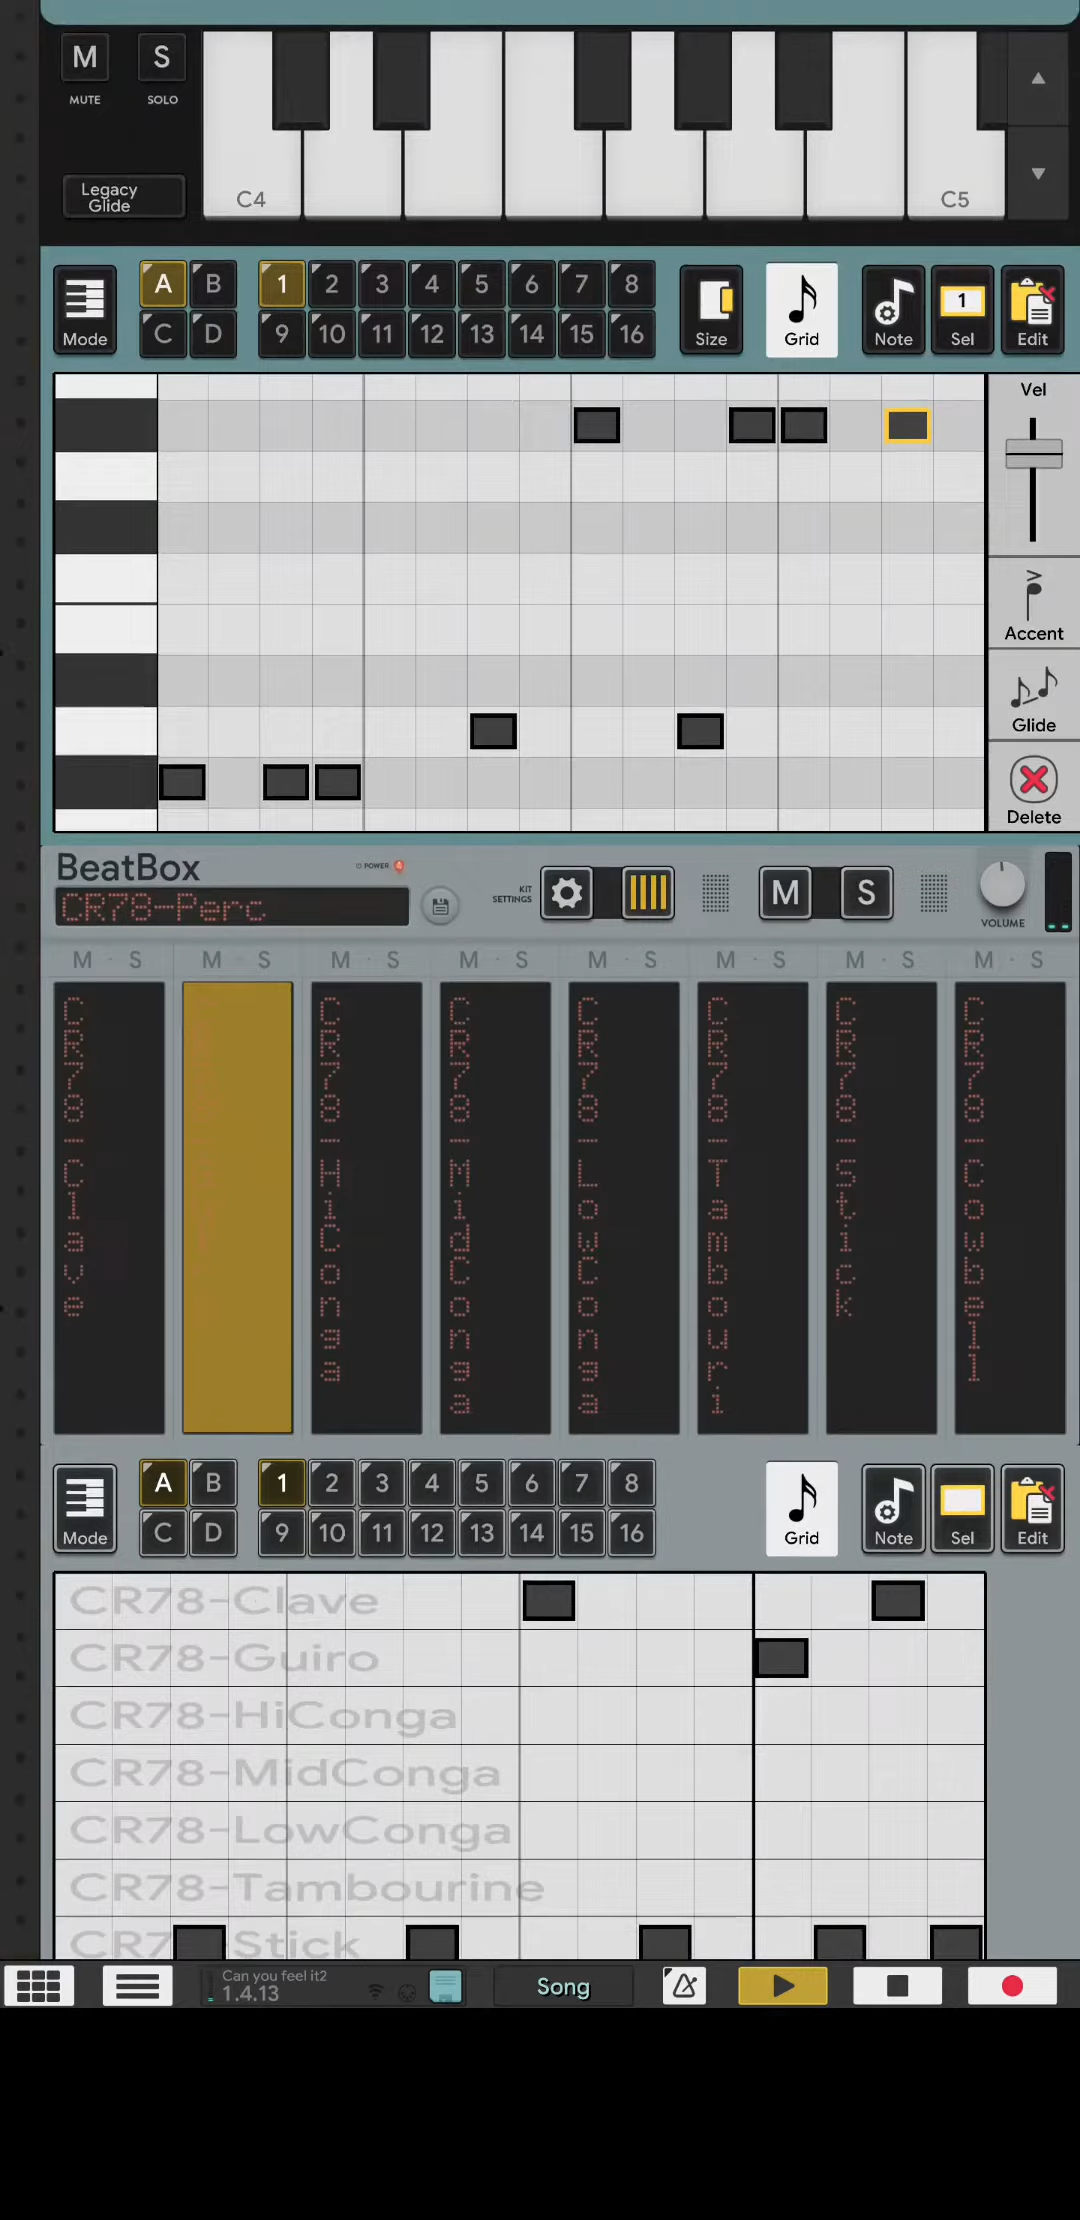 M S
MUTE SOLO
Legacy
Glide
C4 C5
A B 1 2 3 4 5 6 7 8
C D 9 10 11 12 13 14 15 16
Mode Size Grid Note 1 Sel Edit
Vel
Accent
Glide
Delete
BeatBox
POWER
CR78-Perc
KIT
SETTINGS
M S
VOLUME
M · S M · S M · S M · S M · S M · S M · S M · S
CR78-Clave
CR78-HiConga
CR78-MidConga
CR78-LowConga
CR78-Tambouri
CR78-Stick
CR78-Cowbell
A B 1 2 3 4 5 6 7 8
C D 9 10 11 12 13 14 15 16
Mode Grid Note Sel Edit
CR78-Clave
CR78-Guiro
CR78-HiConga
CR78-MidConga
CR78-LowConga
CR78-Tambourine
CR7 -Stick
Can you feel it2
1.4.13
Song